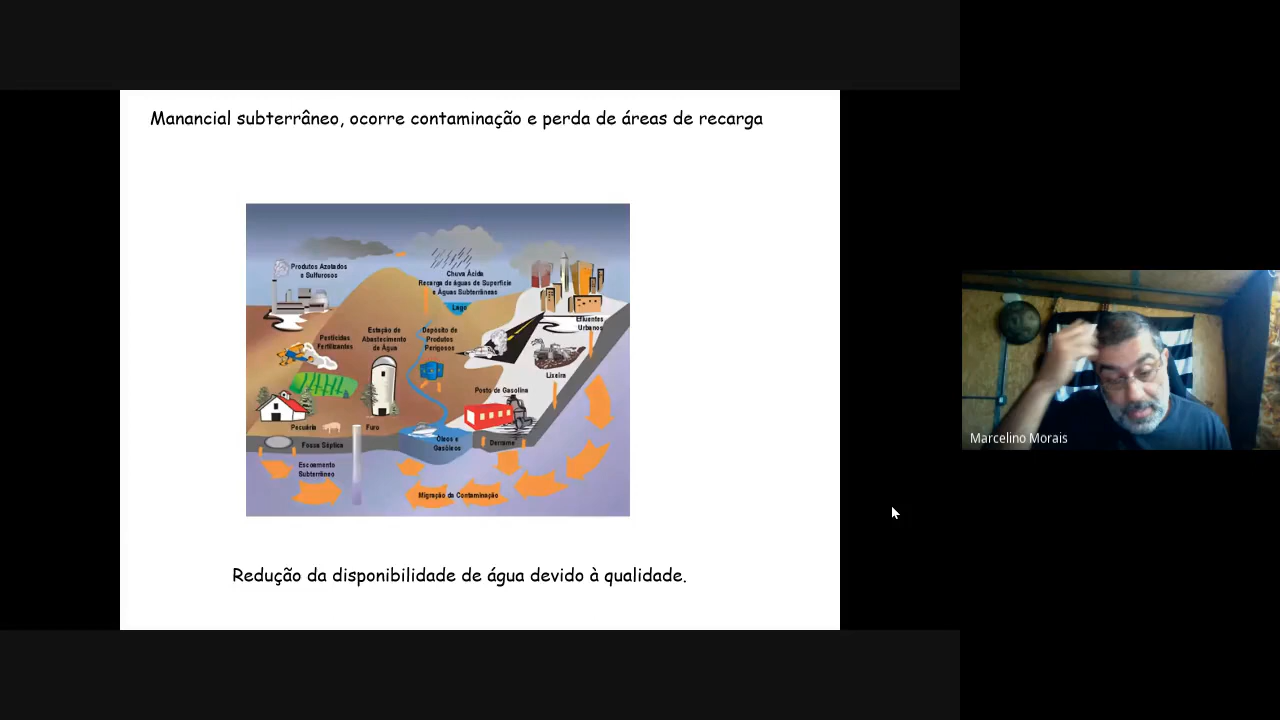 Manancial subterrâneo, ocorre contaminação e perda de áreas de recarga
Produtos Azotados
e Sulfurosos
Chuva Ácida
Recarga de águas de Superfície
e Águas Subterrâneas
Lago
Efluentes
Urbanos
Pesticidas
Fertilizantes
Estação de
Abastecimento
de Água
Depósito de
Produtos
Perigosos
Lixeira
Posto de Gasolina
Pecuária
Furo
Fossa Séptica
Óleos e
Gasóleos
Derrame
Escoamento
Subterrâneo
Migração da Contaminação
Redução da disponibilidade de água devido à qualidade.
Marcelino Morais